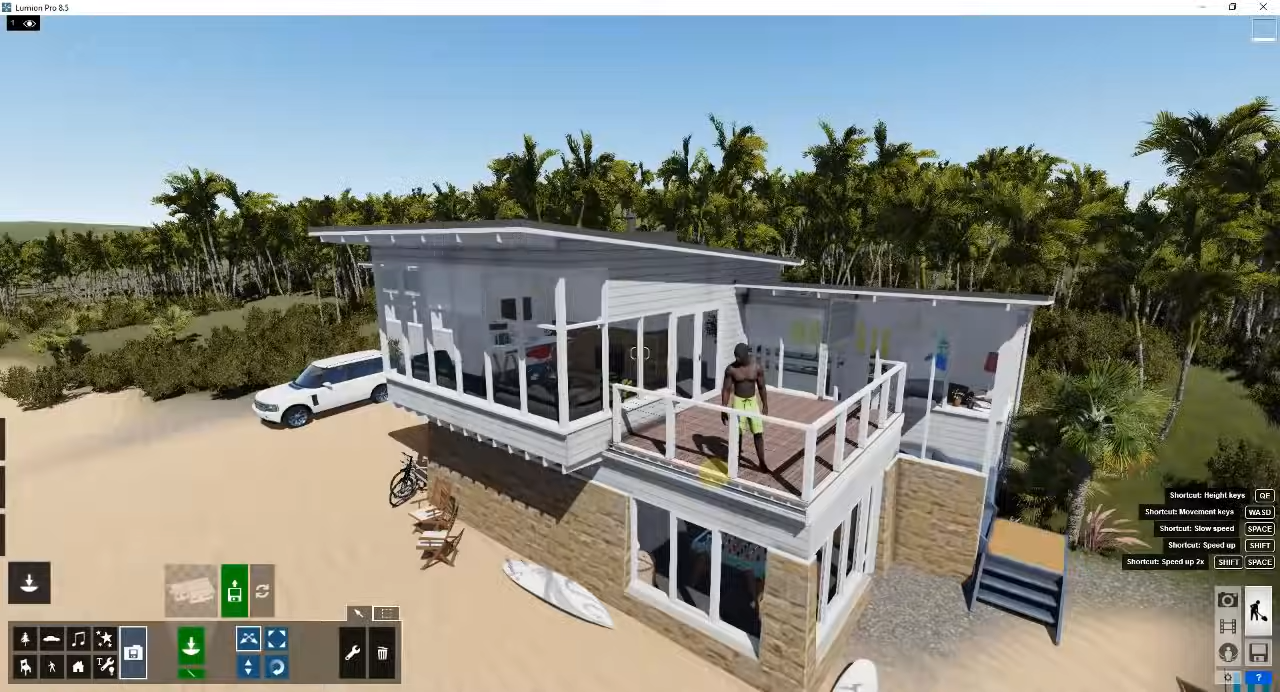 Lumion Pro 8.5
1
Shortcut: Height keys QE
Shortcut: Movement keys WASD
Shortcut: Slow speed SPACE
Shortcut: Speed up SHIFT
Shortcut: Speed up 2x SHIFT SPACE
T
?